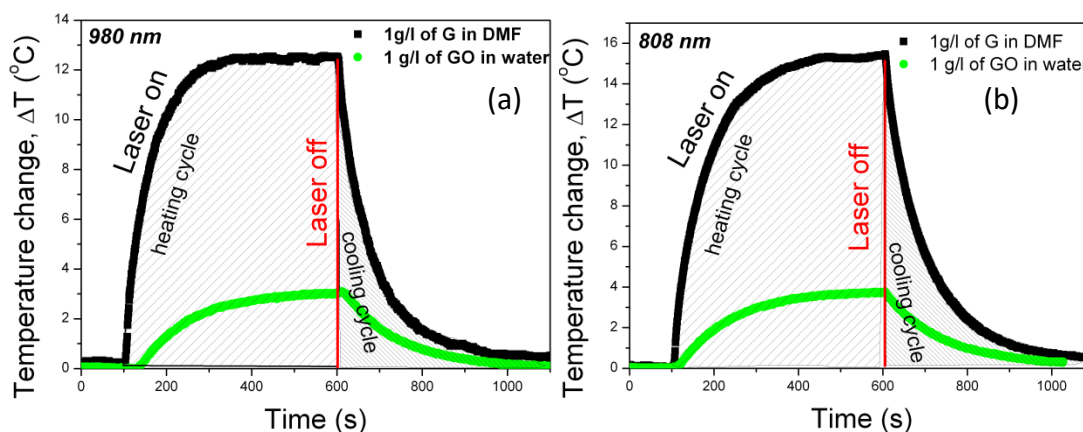 980 nm
1g/l of G in DMF
1 g/l of GO in water
(a)
Laser on
heating cycle
Laser off
cooling cycle
Temperature change, ΔT (°C)
14
12
10
8
6
4
2
0
0 200 400 600 800 1000
Time (s)
808 nm
1g/l of G in DMF
1 g/l of GO in water
(b)
Laser on
heating cycle
Laser off
cooling cycle
Temperature change, ΔT (°C)
16
14
12
10
8
6
4
2
0
0 200 400 600 800 1000
Time (s)